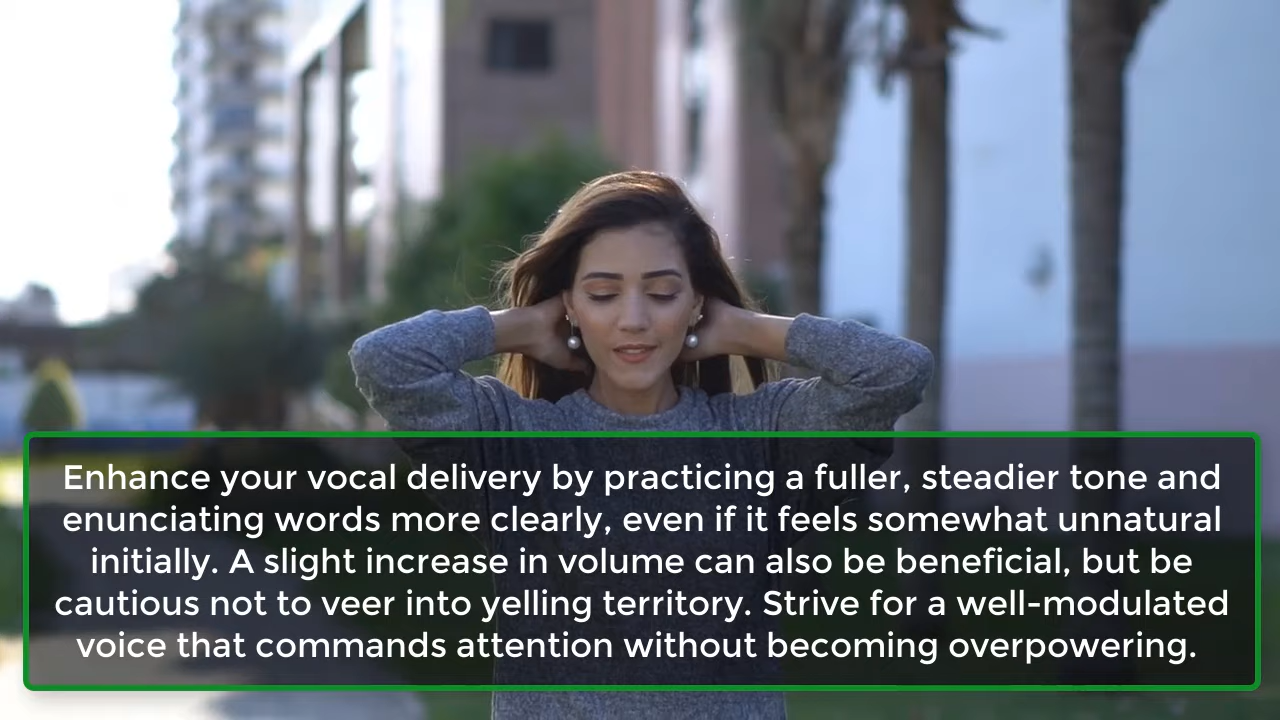 Enhance your vocal delivery by practicing a fuller, steadier tone and
enunciating words more clearly, even if it feels somewhat unnatural
initially. A slight increase in volume can also be beneficial, but be
cautious not to veer into yelling territory. Strive for a well-modulated
voice that commands attention without becoming overpowering.